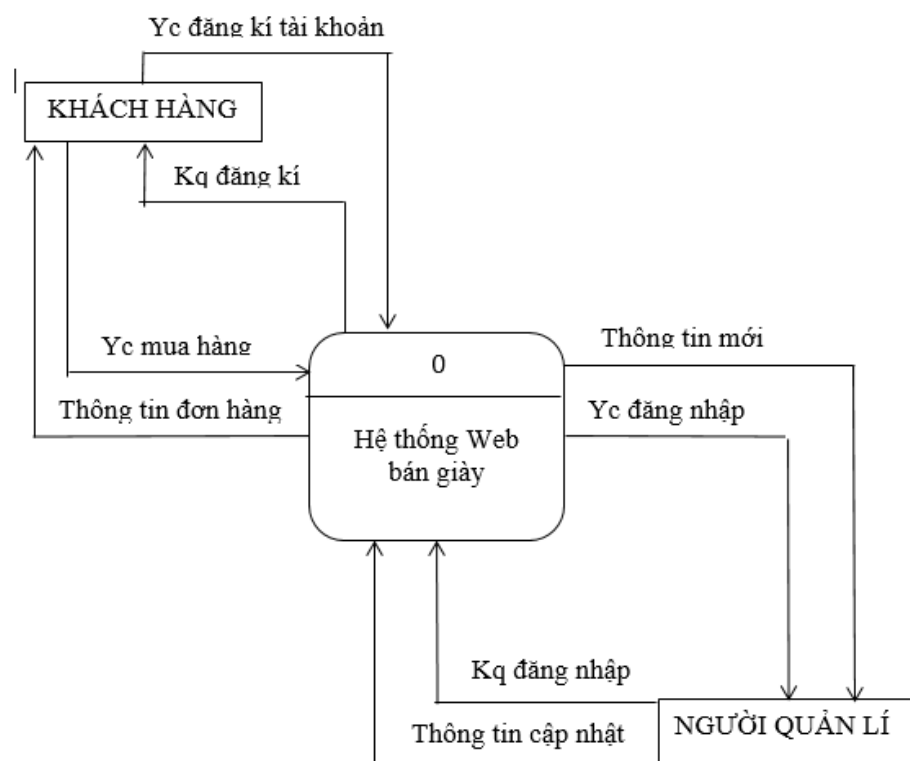 Yc đăng kí tài khoản
KHÁCH HÀNG
Kq đăng kí
Yc mua hàng
Thông tin đơn hàng
0
Hệ thống Web
bán giày
Thông tin mới
Yc đăng nhập
Kq đăng nhập
Thông tin cập nhật
NGƯỜI QUẢN LÍ